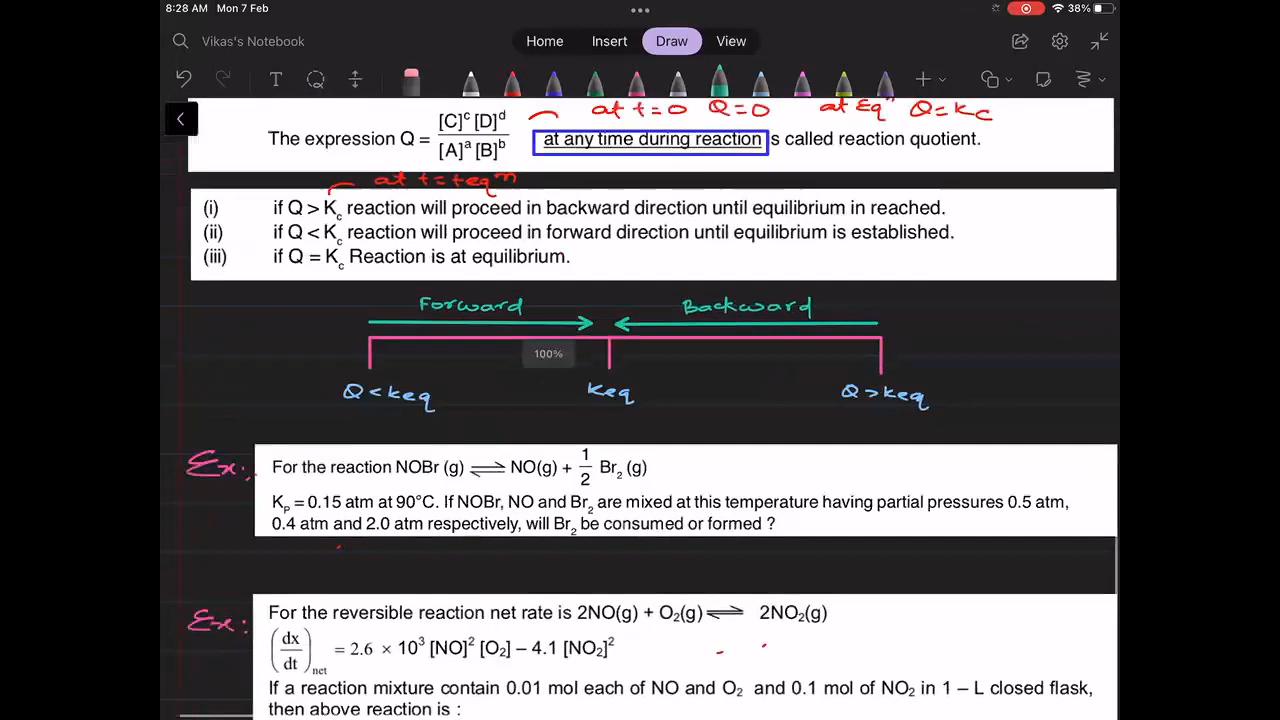 8:28 AM Mon 7 Feb
38%
Vikas's Notebook
Home Insert Draw View
at t=0 Q=0 at Eqⁿ Q=Kc
The expression Q = [C]ᶜ [D]ᵈ / [A]ᵃ [B]ᵇ at any time during reaction is called reaction quotient.
at t=teqⁿ
(i) if Q > Kc reaction will proceed in backward direction until equilibrium in reached.
(ii) if Q < Kc reaction will proceed in forward direction until equilibrium is established.
(iii) if Q = Kc Reaction is at equilibrium.
Forward Backward
100%
Q < keq Keq Q > keq
Ex:. For the reaction NOBr (g) ⇌ NO(g) + 1/2 Br₂ (g)
KP = 0.15 atm at 90°C. If NOBr, NO and Br₂ are mixed at this temperature having partial pressures 0.5 atm,
0.4 atm and 2.0 atm respectively, will Br₂ be consumed or formed ?
Ex: For the reversible reaction net rate is 2NO(g) + O₂(g) ⇌ 2NO₂(g)
(dx/dt)net = 2.6 × 10³ [NO]² [O₂] – 4.1 [NO₂]²
If a reaction mixture contain 0.01 mol each of NO and O₂ and 0.1 mol of NO₂ in 1 – L closed flask,
then above reaction is :